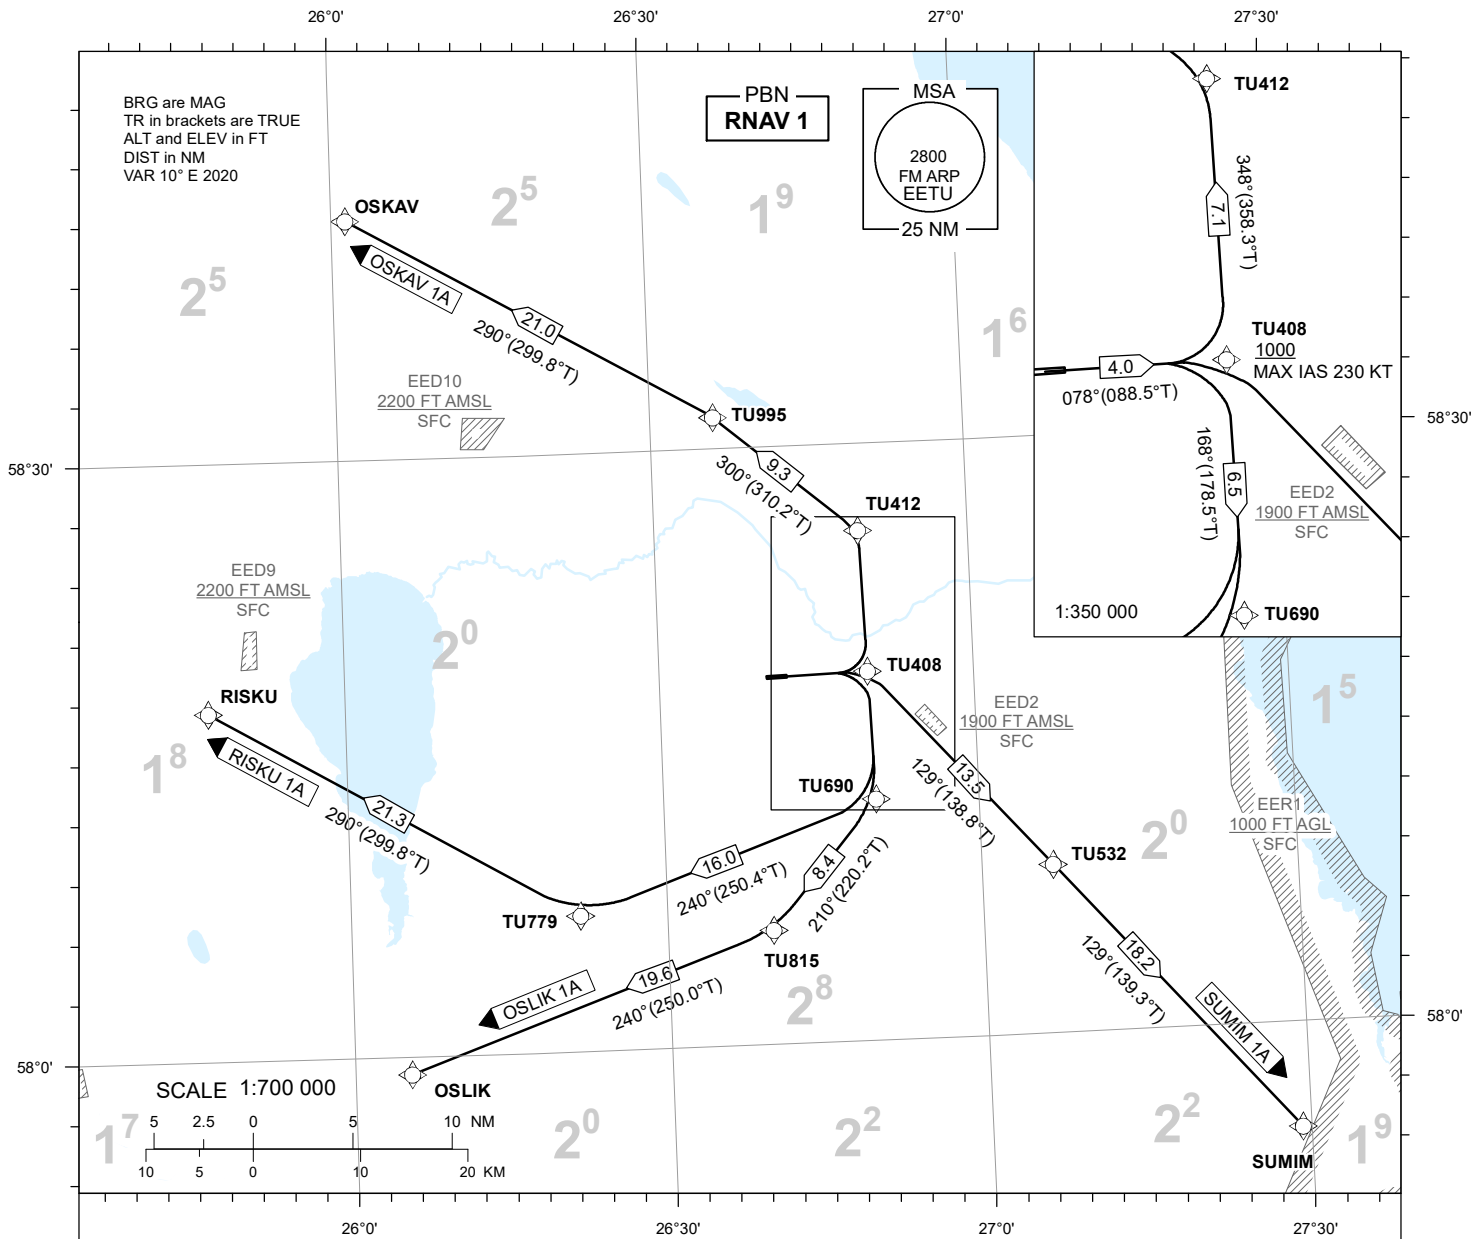 26°0'
26°30'
27°0'
27°30'
BRG are MAG
TR in brackets are TRUE
ALT and ELEV in FT
DIST in NM
VAR 10° E 2020
PBN
RNAV 1
MSA
2800
FM ARP
EETU
25 NM
TU412
348°(358.3°T)
7.1
TU408
1000
MAX IAS 230 KT
4.0
078°(088.5°T)
168°(178.5°T)
6.5
EED2
1900 FT AMSL
SFC
TU690
1:350 000
OSKAV
2⁵
1⁹
2⁵
OSKAV 1A
21.0
290°(299.8°T)
1⁶
EED10
2200 FT AMSL
SFC
TU995
58°30'
58°30'
9.3
300°(310.2°T)
TU412
EED9
2200 FT AMSL
SFC
2⁰
TU408
RISKU
1⁵
EED2
1900 FT AMSL
SFC
1⁸
RISKU 1A
21.3
290°(299.8°T)
TU690
13.5
129°(138.8°T)
EER1
1000 FT AGL
SFC
2⁰
16.0
240°(250.4°T)
8.4
210°(220.2°T)
TU532
TU779
TU815
18.2
129°(139.3°T)
19.6
240°(250.0°T)
OSLIK 1A
2⁸
SUMIM 1A
58°0'
58°0'
OSLIK
SCALE 1:700 000
5 2.5 0 5 10 NM
10 5 0 10 20 KM
1⁷
2⁰
2²
2²
1⁹
SUMIM
26°0'
26°30'
27°0'
27°30'